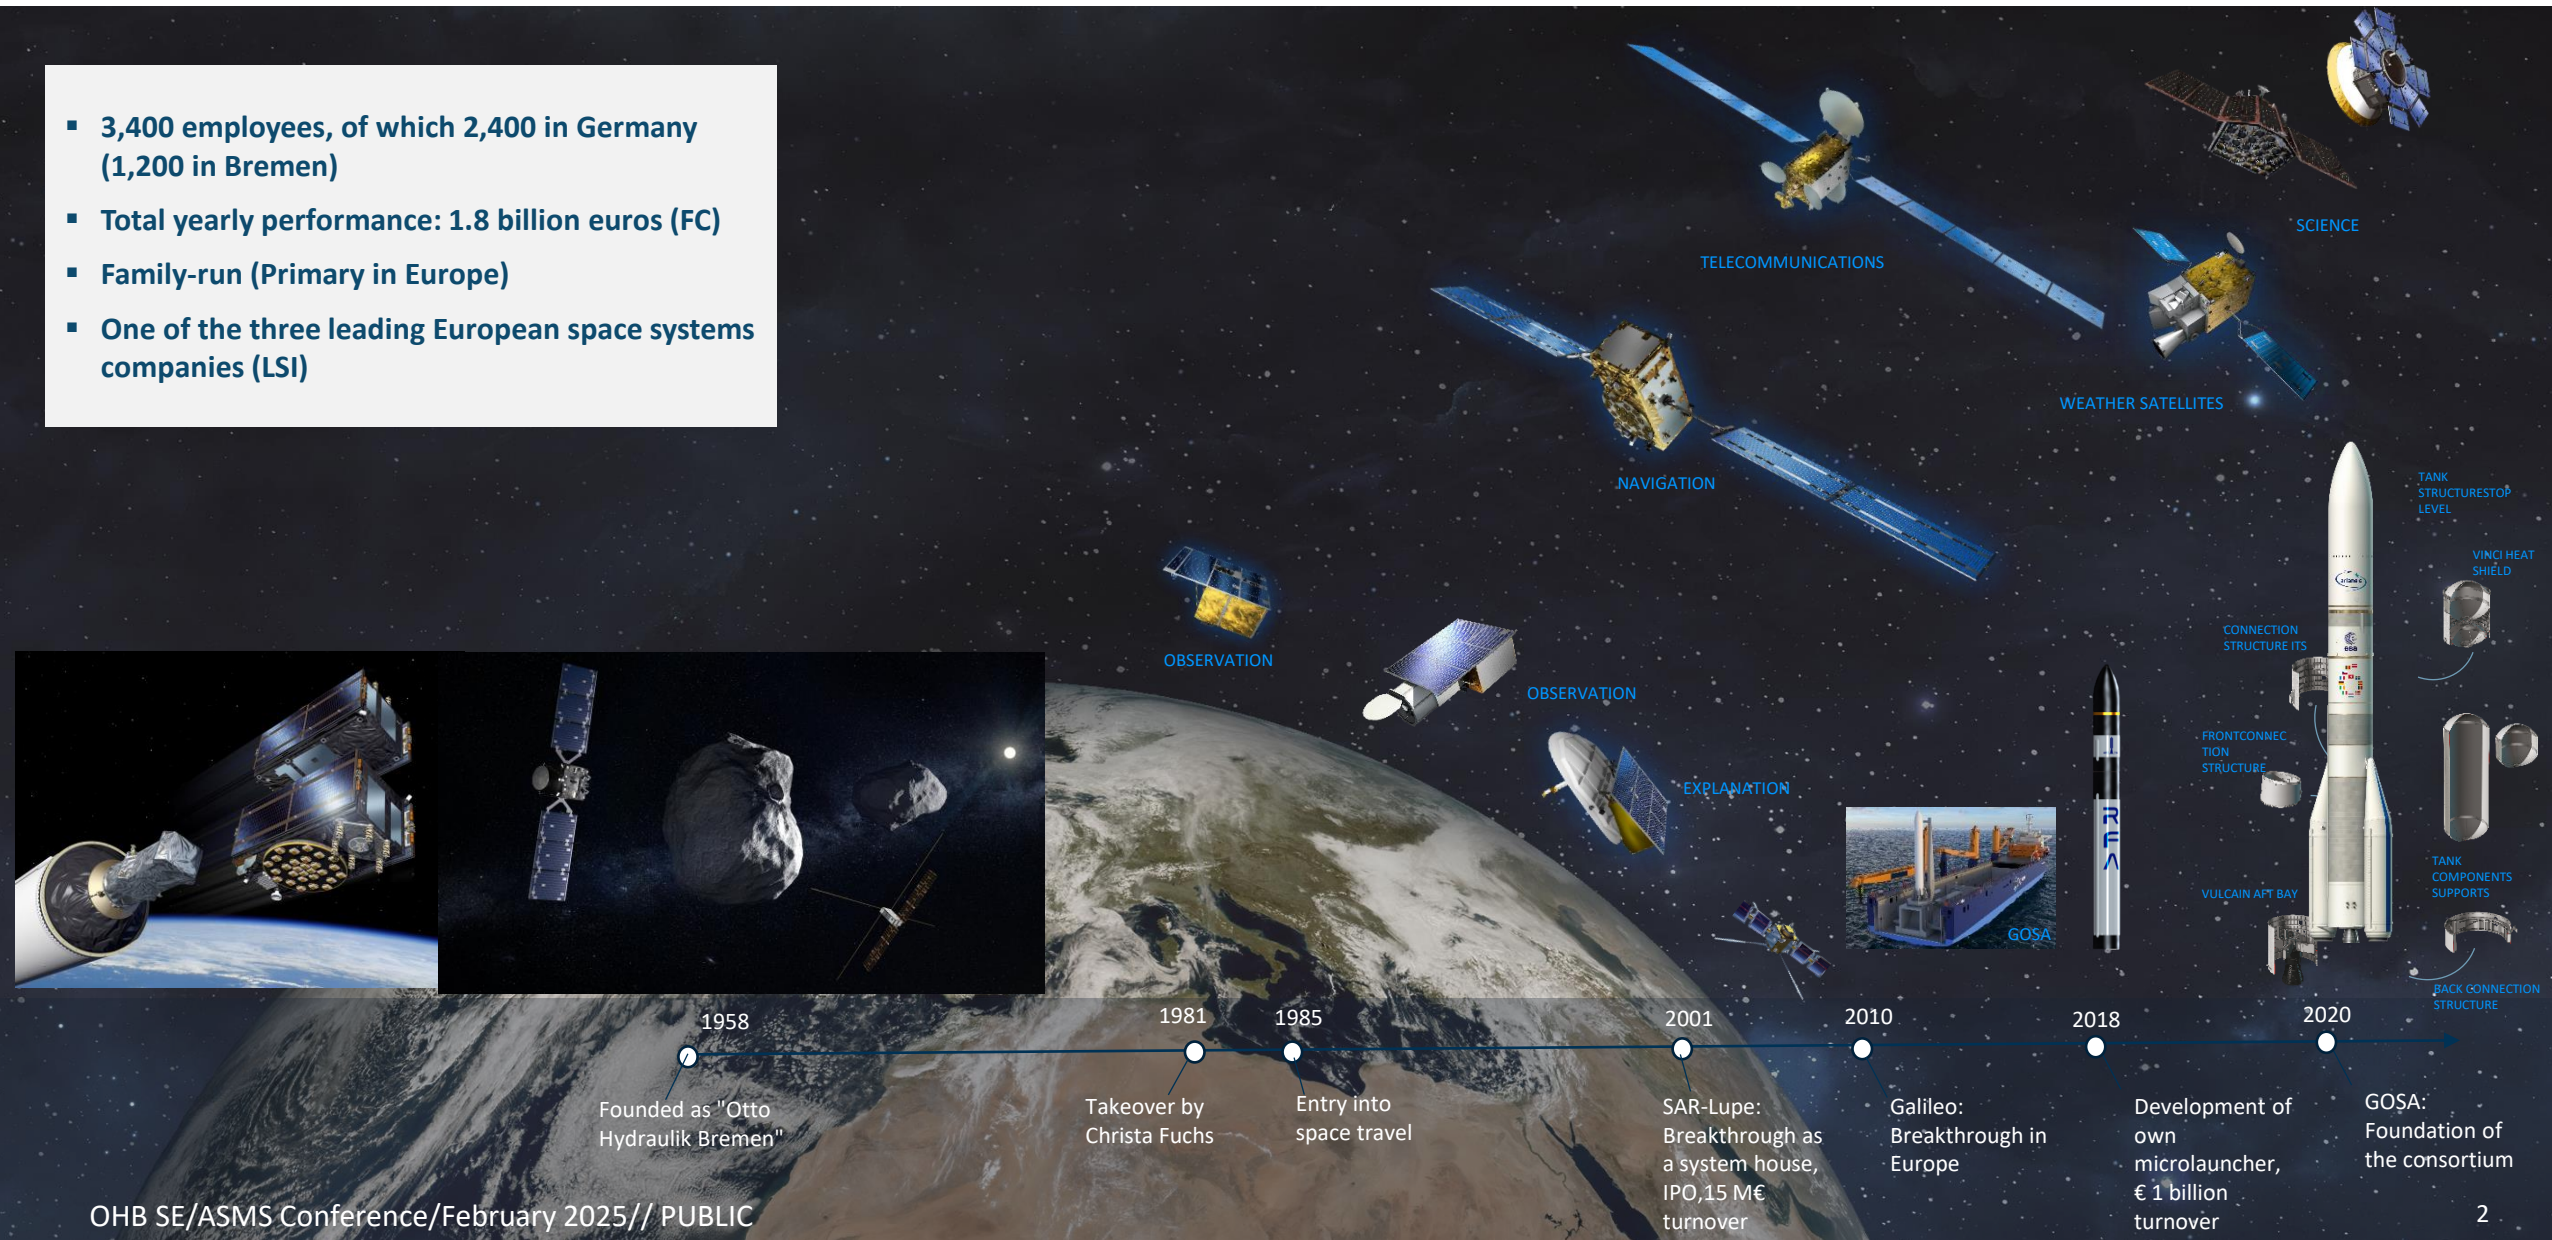 ▪ 3,400 employees, of which 2,400 in Germany
(1,200 in Bremen)
▪ Total yearly performance: 1.8 billion euros (FC)
▪ Family-run (Primary in Europe)
▪ One of the three leading European space systems
companies (LSI)
SCIENCE
TELECOMMUNICATIONS
WEATHER SATELLITES
NAVIGATION
OBSERVATION
OBSERVATION
EXPLANATION
GOSA
RFA
TANK
STRUCTURESTOP
LEVEL
VINCI HEAT
SHIELD
ariane 6
esa
CONNECTION
STRUCTURE ITS
FRONTCONNEC
TION
STRUCTURE
TANK
COMPONENTS
SUPPORTS
VULCAIN AFT BAY
BACK CONNECTION
STRUCTURE
1958
Founded as "Otto
Hydraulik Bremen"
1981
Takeover by
Christa Fuchs
1985
Entry into
space travel
2001
SAR-Lupe:
Breakthrough as
a system house,
IPO,15 M€
turnover
2010
Galileo:
Breakthrough in
Europe
2018
Development of
own
microlauncher,
€ 1 billion
turnover
2020
GOSA:
Foundation of
the consortium
OHB SE/ASMS Conference/February 2025// PUBLIC
2